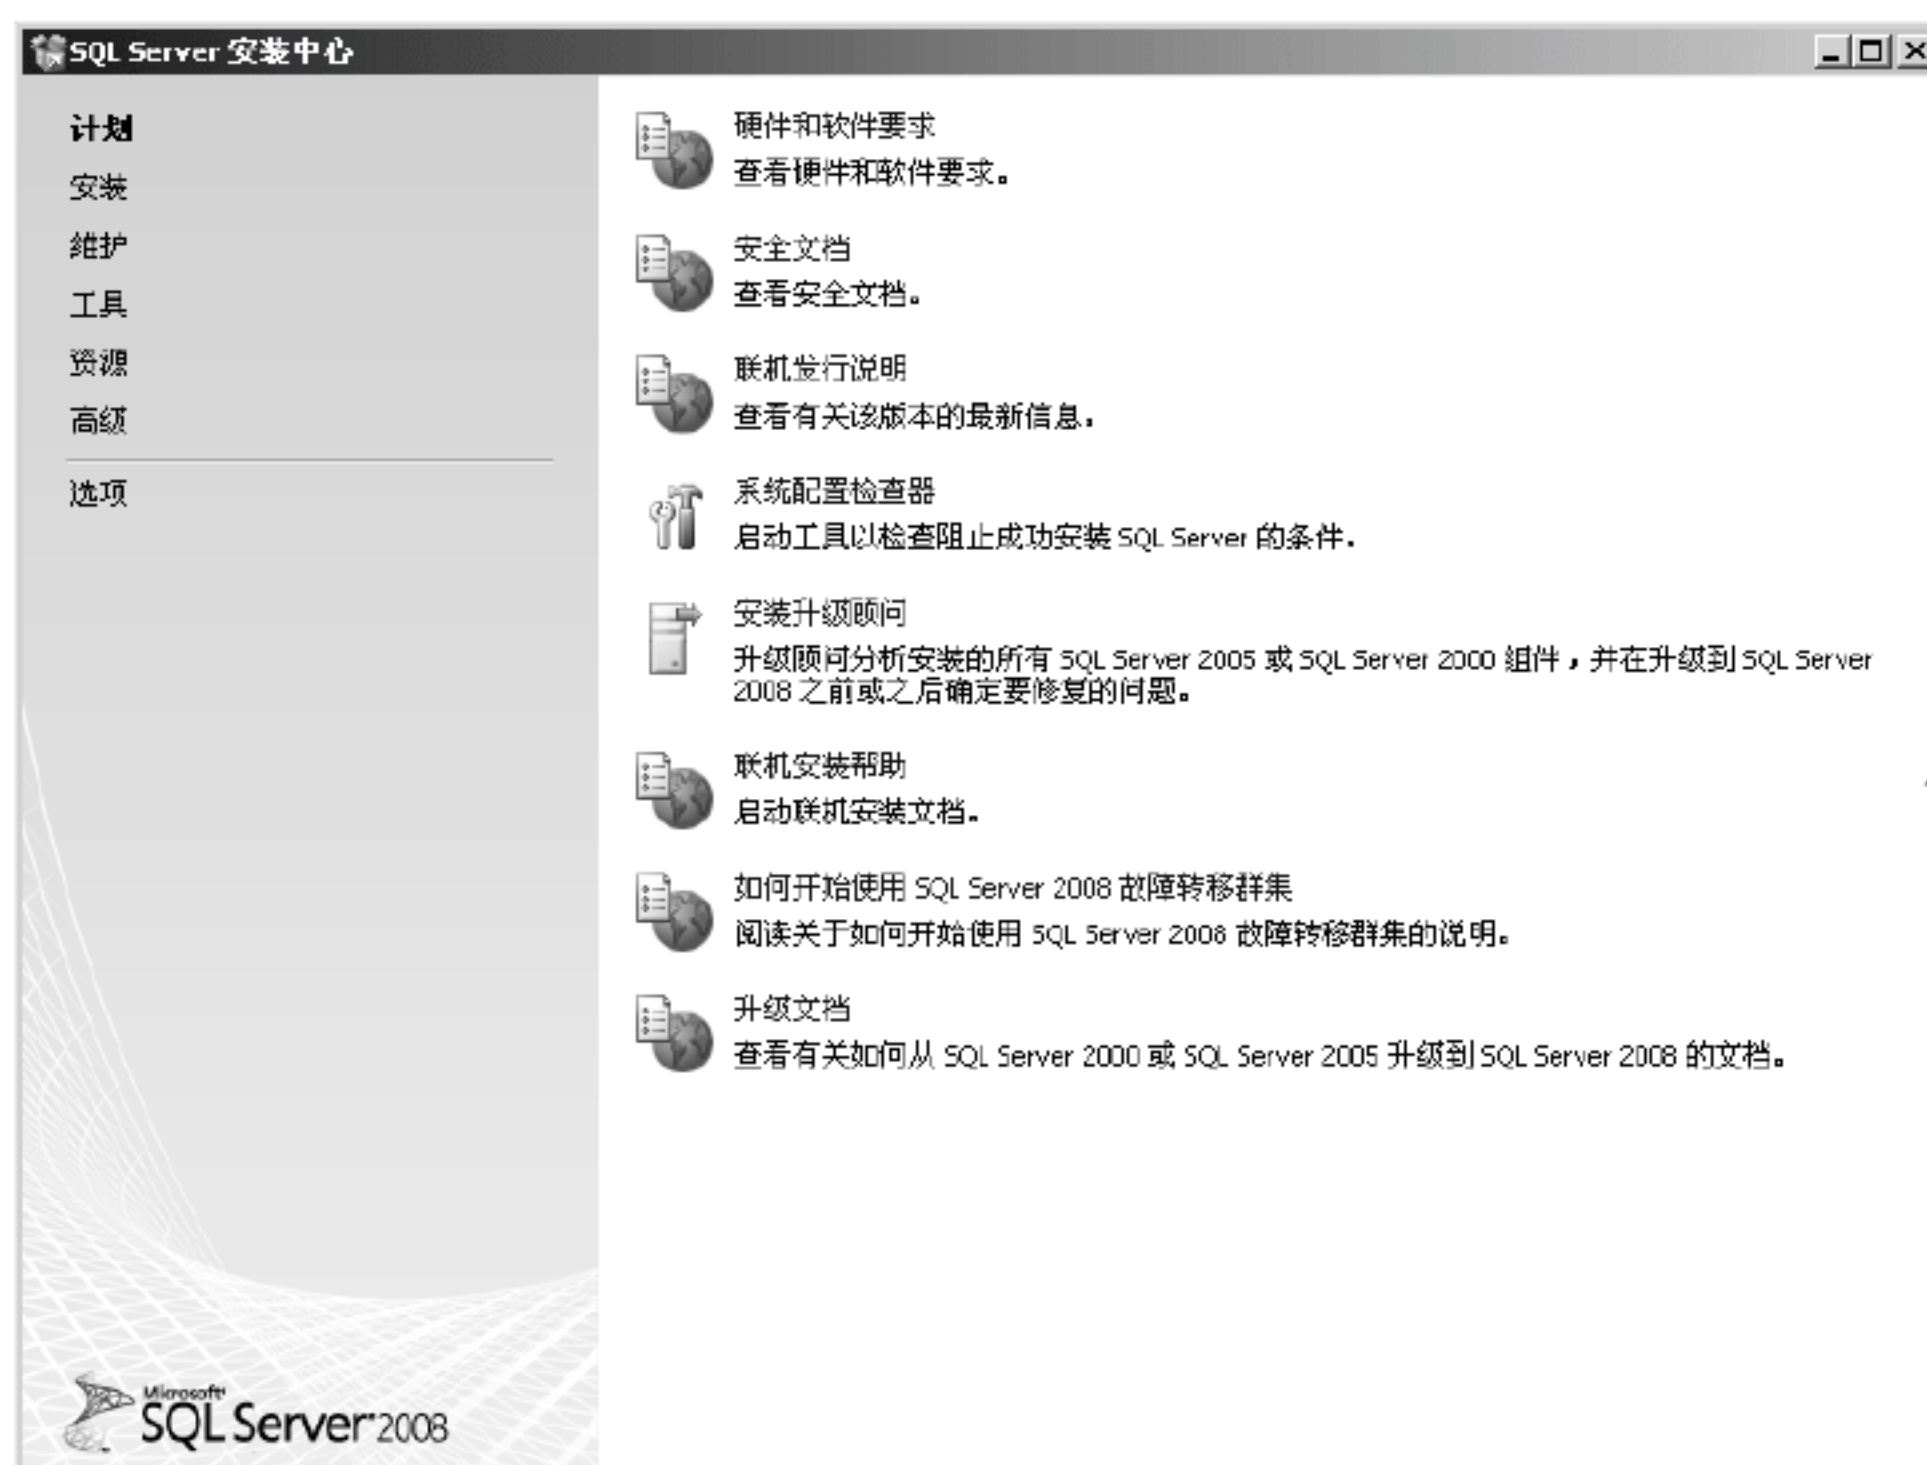 SQL Server 安装中心
计划
安装
维护
工具
资源
高级
选项
硬件和软件要求
查看硬件和软件要求。
安全文档
查看安全文档。
联机发行说明
查看有关该版本的最新信息。
系统配置检查器
启动工具以检查阻止成功安装 SQL Server 的条件。
安装升级顾问
升级顾问分析安装的所有 SQL Server 2005 或 SQL Server 2000 组件，并在升级到 SQL Server
2008 之前或之后确定要修复的问题。
联机安装帮助
启动联机安装文档。
如何开始使用 SQL Server 2008 故障转移群集
阅读关于如何开始使用 SQL Server 2008 故障转移群集的说明。
升级文档
查看有关如何从 SQL Server 2000 或 SQL Server 2005 升级到 SQL Server 2008 的文档。
Microsoft
SQL Server 2008